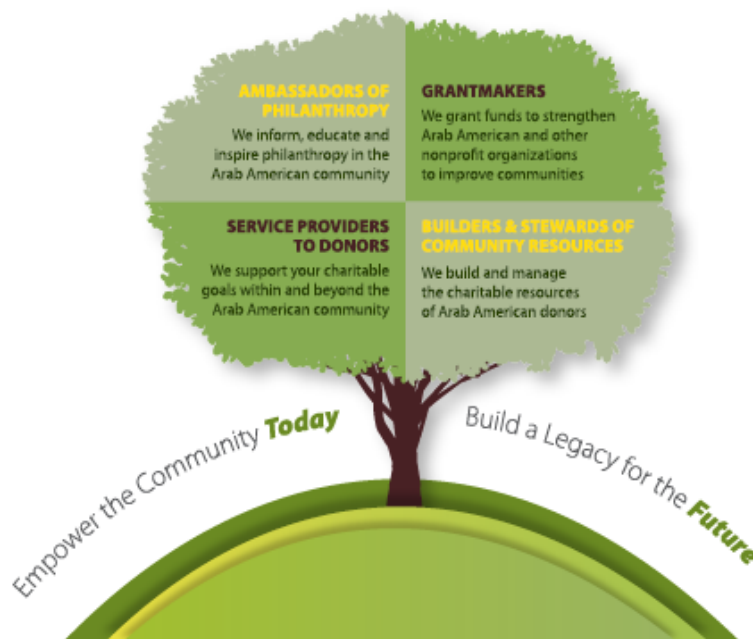 AMBASSADORS OF
PHILANTHROPY
We inform, educate and
inspire philanthropy in the
Arab American community
GRANTMAKERS
We grant funds to strengthen
Arab American and other
nonprofit organizations
to improve communities
SERVICE PROVIDERS
TO DONORS
We support your charitable
goals within and beyond the
Arab American community
BUILDERS & STEWARDS OF
COMMUNITY RESOURCES
We build and manage
the charitable resources
of Arab American donors
Empower the Community Today
Build a Legacy for the Future